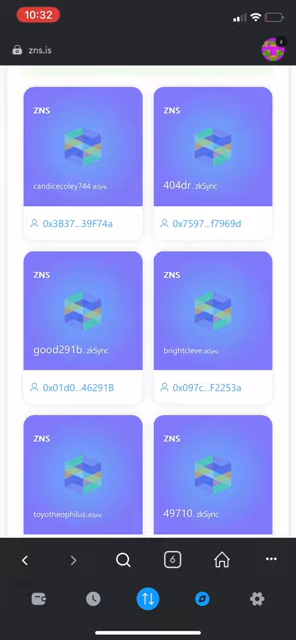 10:32
zns.is
ZNS
candicecoley744.zkSync
0x3B37...39F74a
ZNS
404dr.zkSync
0x7597...f7969d
ZNS
good291b.zkSync
0x01d0...46291B
ZNS
brightcleve.zkSync
0x097c...F2253a
ZNS
toyotheophilus.zkSync
ZNS
49710.zkSync
6